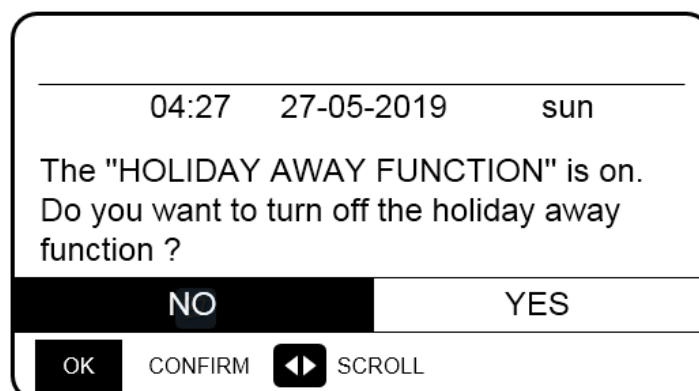 04:27 27-05-2019 sun
The "HOLIDAY AWAY FUNCTION" is on.
Do you want to turn off the holiday away
function ?
NO YES
OK CONFIRM SCROLL